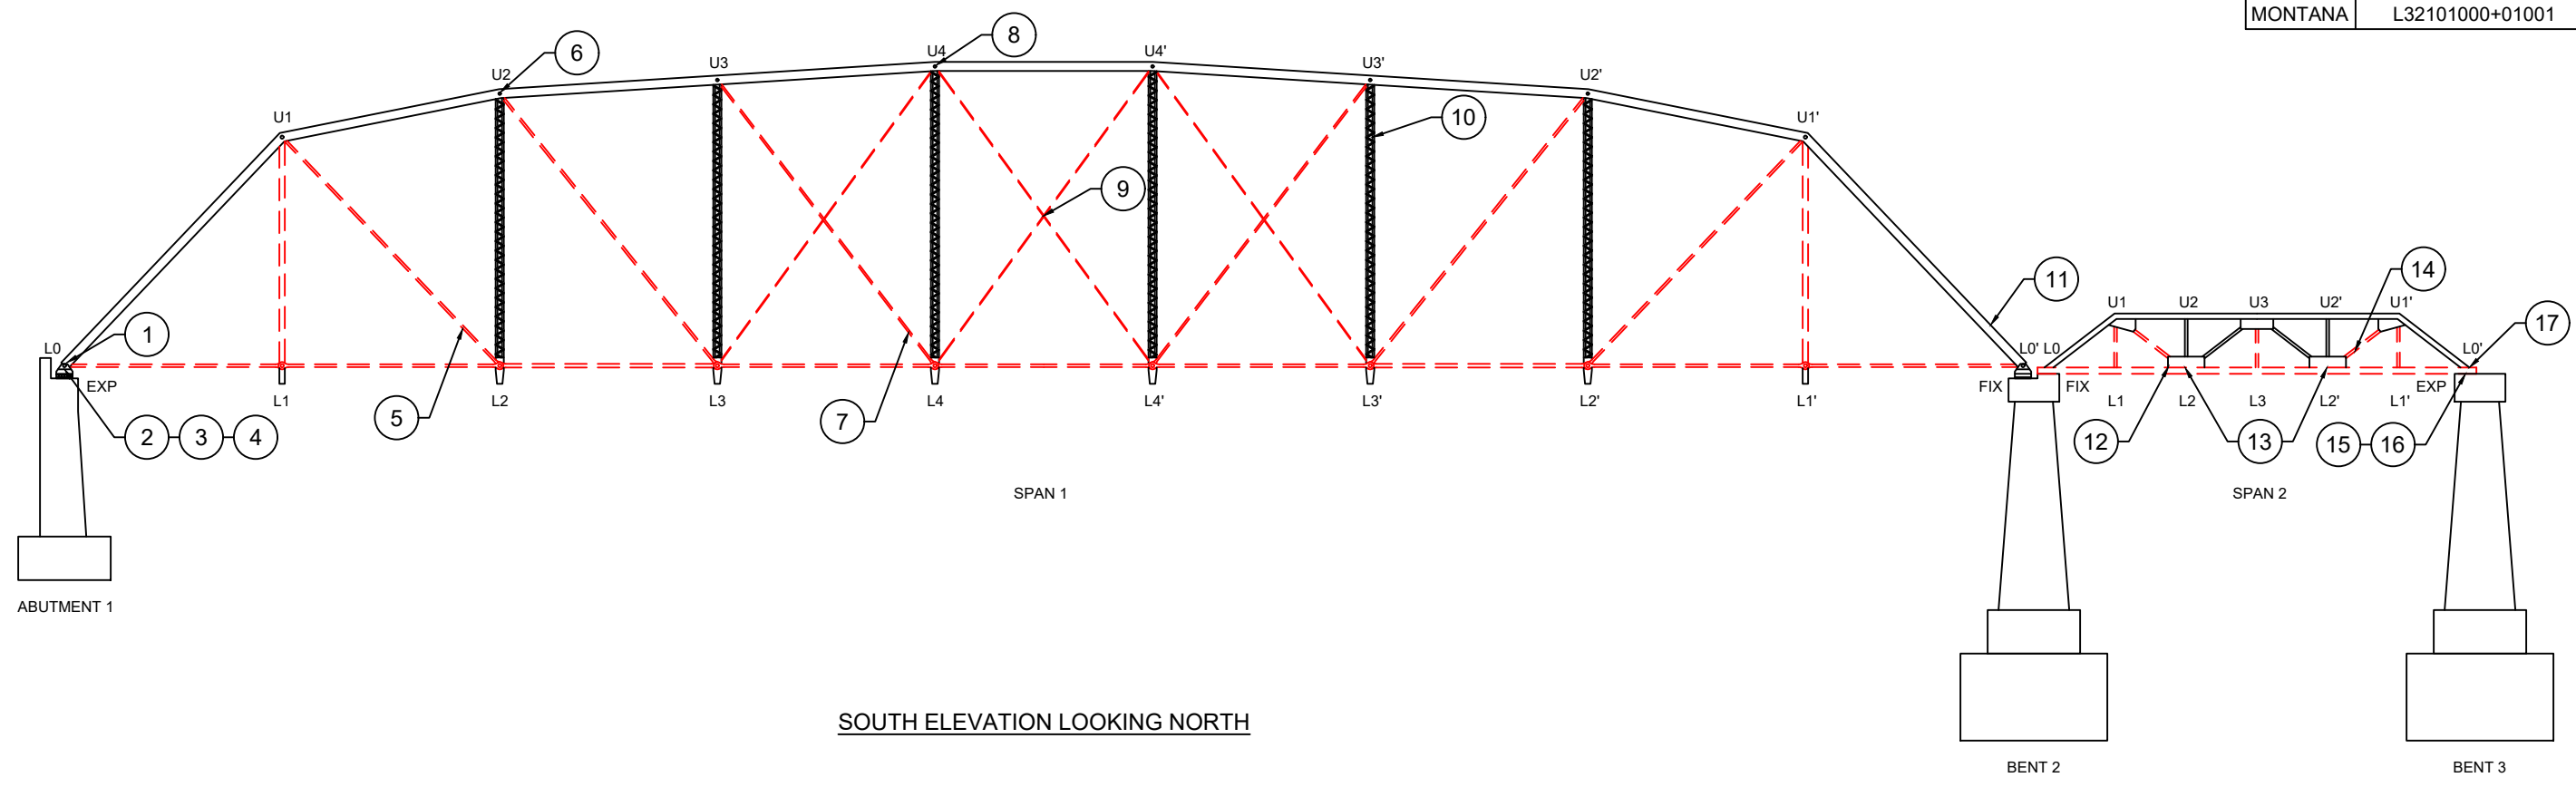 MONTANA L32101000+01001
8
6
U4 U4'
U3 U3'
U2 U2'
10
U1 U1'
9
14
11
U1 U2 U3 U2' U1'
17
1
L0 L0' L0 L0'
EXP FIX FIX EXP
L1 L2 L3 L4 L4' L3' L2' L1' L1 L2 L3 L2' L1'
5
7
2 3 4
12 13 15 16
SPAN 1 SPAN 2
ABUTMENT 1
SOUTH ELEVATION LOOKING NORTH
BENT 2 BENT 3